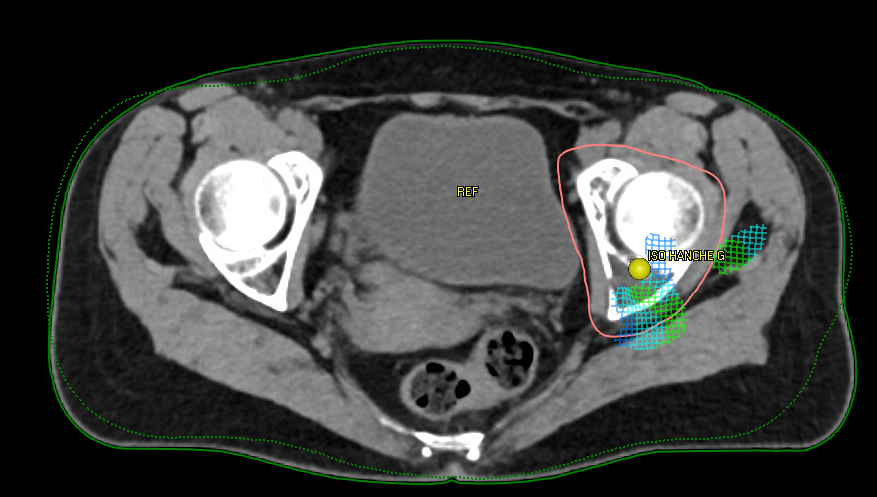 REF
ISO HANCHE G